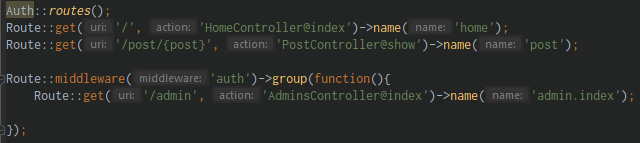 Auth::routes();
Route::get( uri: '/', action: 'HomeController@index')->name( name: 'home');
Route::get( uri: '/post/{post}', action: 'PostController@show')->name( name: 'post');
Route::middleware( middleware: 'auth')->group(function(){
Route::get( uri: '/admin', action: 'AdminsController@index')->name( name: 'admin.index');
});